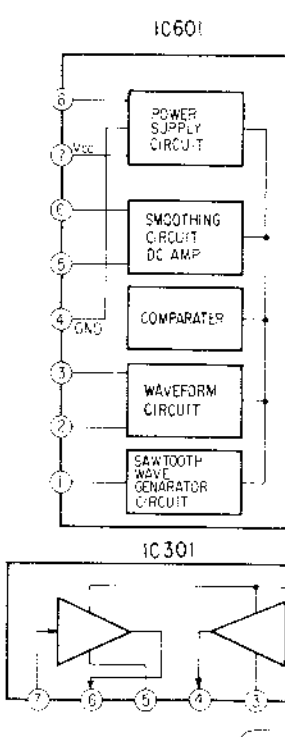 IC601
8
POWER
SUPPLY
CIRCUIT
7 Vcc
6
SMOOTHING
CIRCUIT
DC AMP
5
4 GND
COMPARATER
3
WAVEFORM
CIRCUIT
2
SAWTOOTH
WAVE
GENARATOR
CIRCUIT
1
IC301
7 6 5 4 3